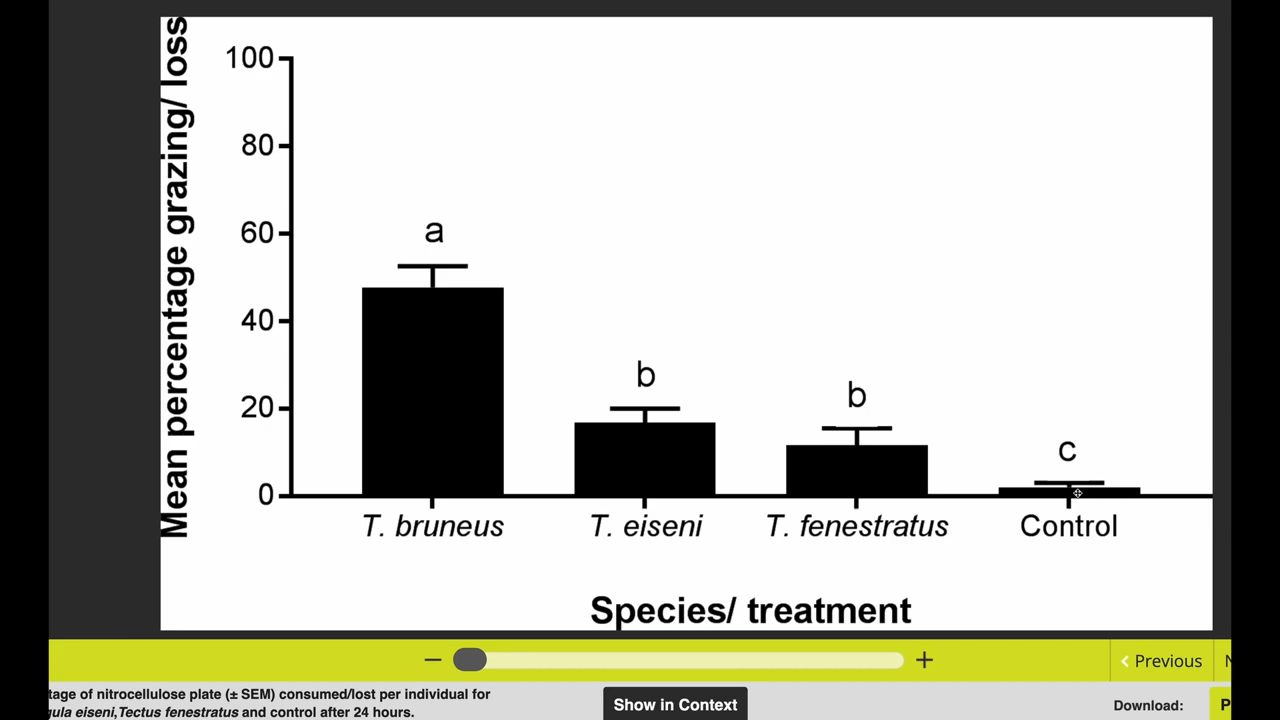 Mean percentage grazing/ loss
100
80
60
40
20
0
a
b
b
c
T. bruneus
T. eiseni
T. fenestratus
Control
Species/ treatment
Previous
of nitrocellulose plate (± SEM) consumed/lost per individual for
eiseni,Tectus fenestratus and control after 24 hours.
Show in Context
Download: